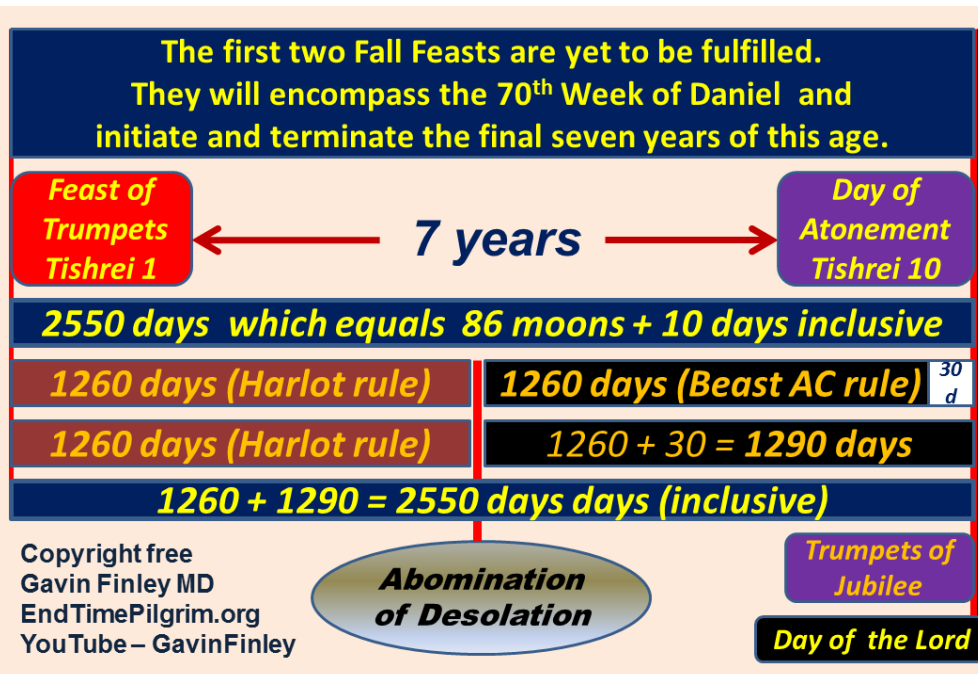 The first two Fall Feasts are yet to be fulfilled.
They will encompass the 70th Week of Daniel and
initiate and terminate the final seven years of this age.
Feast of
Trumpets
Tishrei 1
7 years
Day of
Atonement
Tishrei 10
2550 days which equals 86 moons + 10 days inclusive
1260 days (Harlot rule)
1260 days (Beast AC rule)
30
d
1260 days (Harlot rule)
1260 + 30 = 1290 days
1260 + 1290 = 2550 days days (inclusive)
Copyright free
Gavin Finley MD
EndTimePilgrim.org
YouTube – GavinFinley
Abomination
of Desolation
Trumpets of
Jubilee
Day of the Lord